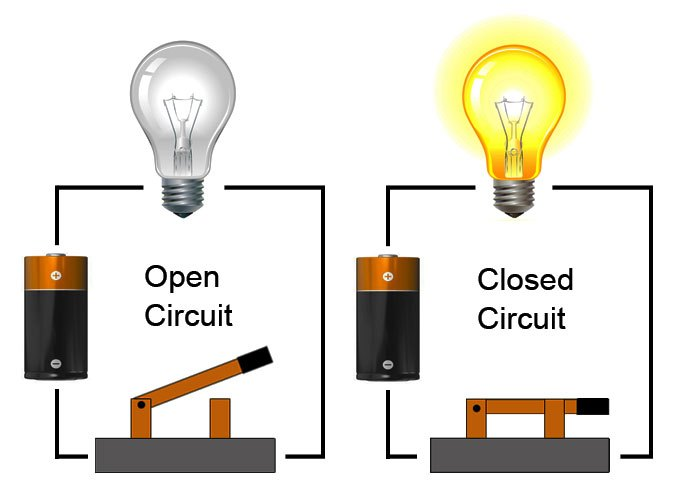 Open
Circuit
Closed
Circuit
+
−
+
−